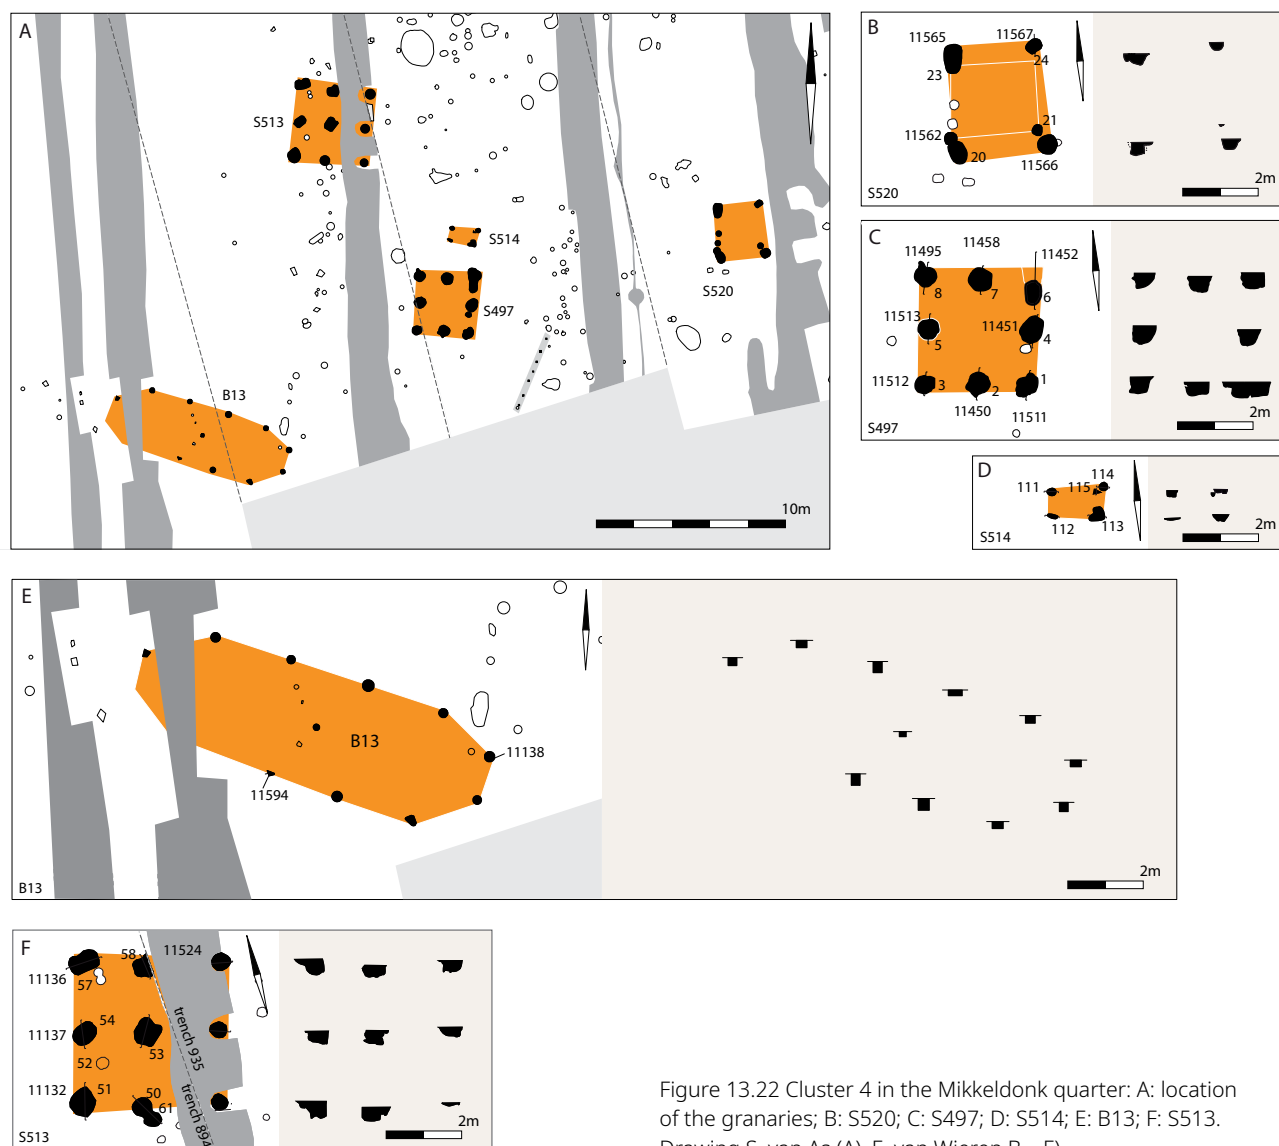 A
S513
S514
S497
S520
B13
10m
B
11565
11567
23
24
21
11562
20
11566
2m
S520
C
11458
11495
11452
8
7
6
11513
11451
5
4
11512
3
2
1
11450
11511
2m
S497
D
114
111
115
112
113
2m
S514
E
B13
11138
11594
2m
B13
F
58
11524
11136
57
54
11137
53
trench 935
52
11132
51
50
61
trench 894
2m
S513
Figure 13.22 Cluster 4 in the Mikkeldonk quarter: A: location
of the granaries; B: S520; C: S497; D: S514; E: B13; F: S513.